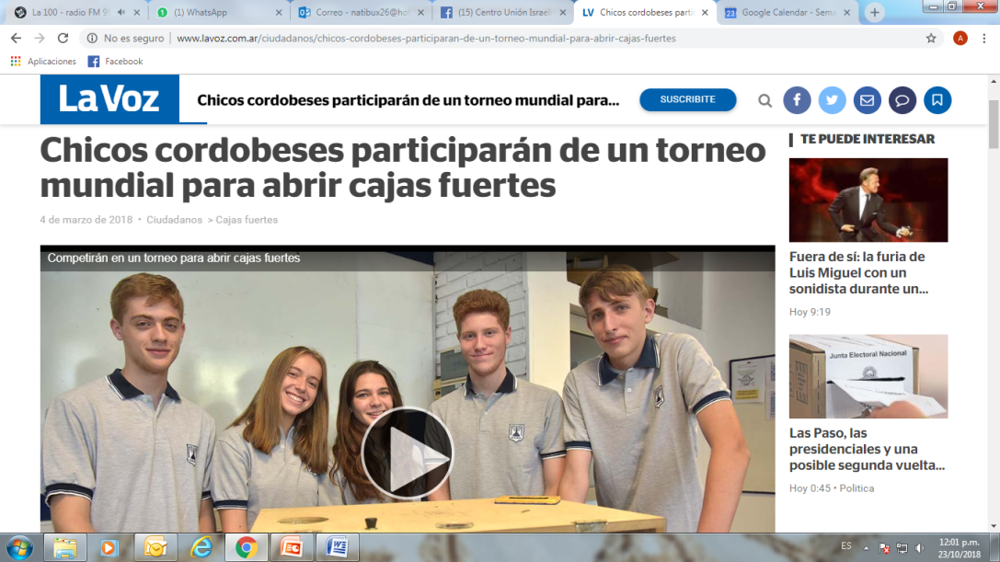 La 100 - radio FM 99
(1) WhatsApp
Correo - natibux26@ho
(15) Centro Unión Israel
LV Chicos cordobeses parti
23 Google Calendar - Sema
No es seguro | www.lavoz.com.ar/ciudadanos/chicos-cordobeses-participaran-de-un-torneo-mundial-para-abrir-cajas-fuertes
A
Aplicaciones
Facebook
La Voz
Chicos cordobeses participarán de un torneo mundial para...
SUSCRIBITE
Chicos cordobeses participarán de un torneo
mundial para abrir cajas fuertes
4 de marzo de 2018 • Ciudadanos > Cajas fuertes
Competirán en un torneo para abrir cajas fuertes
TE PUEDE INTERESAR
Fuera de sí: la furia de
Luis Miguel con un
sonidista durante un...
Hoy 9:19
Junta Electoral Nacional
Las Paso, las
presidenciales y una
posible segunda vuelta...
Hoy 0:45 • Politica
ES
12:01 p.m.
23/10/2018